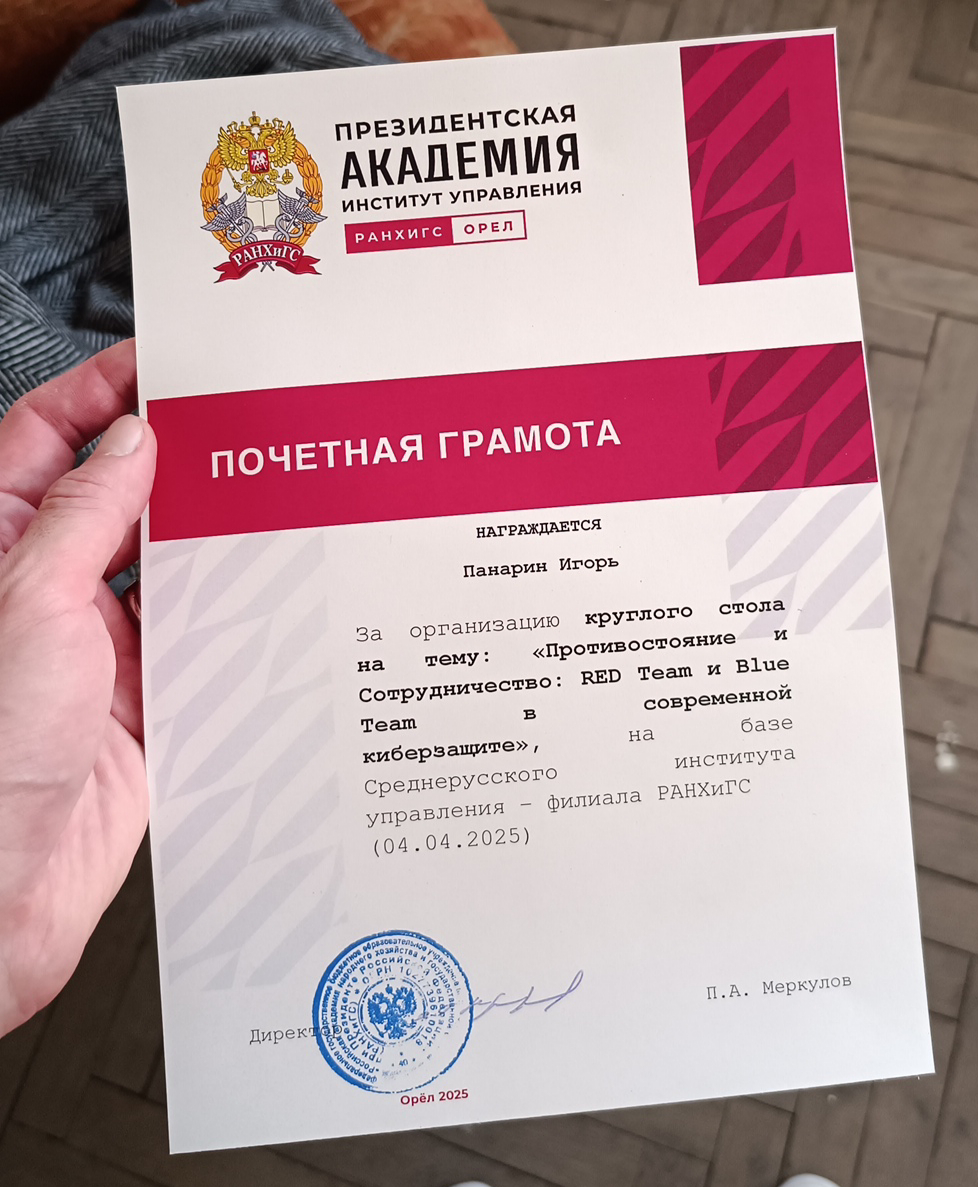 ПРЕЗИДЕНТСКАЯ
АКАДЕМИЯ
ИНСТИТУТ УПРАВЛЕНИЯ
РАНХИГС ОРЕЛ
РАНХиГС
ПОЧЕТНАЯ ГРАМОТА
НАГРАЖДАЕТСЯ
Панарин Игорь
За организацию круглого стола
на тему: «Противостояние и
Сотрудничество: RED Team и Blue
Team в современной
киберзащите», на базе
Среднерусского института
управления – филиала РАНХиГС
(04.04.2025)
Директор
П.А. Меркулов
Орёл 2025